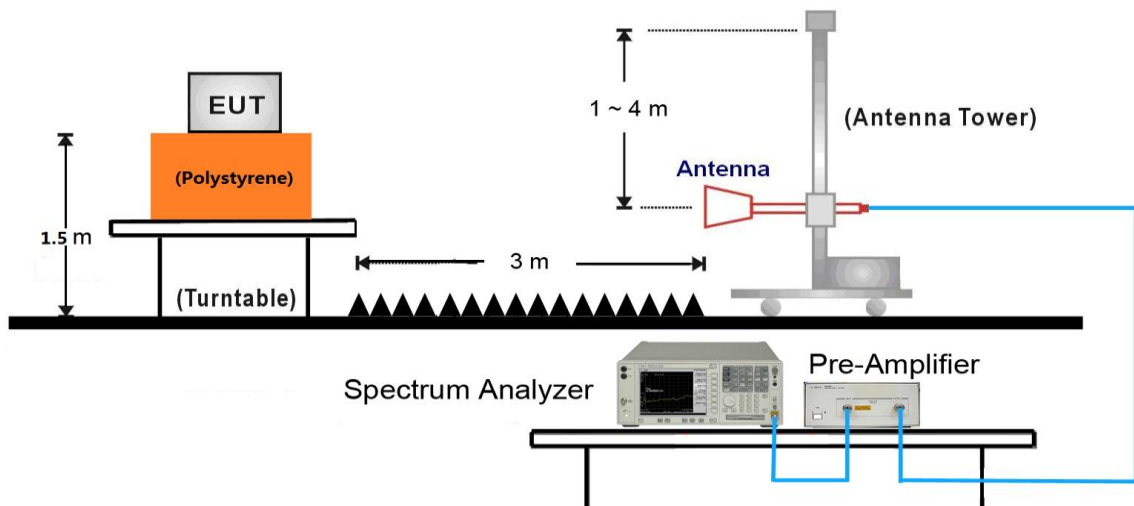 EUT
(Polystyrene)
1.5 m
(Turntable)
3 m
1 ~ 4 m
Antenna
(Antenna Tower)
Spectrum Analyzer
Pre-Amplifier